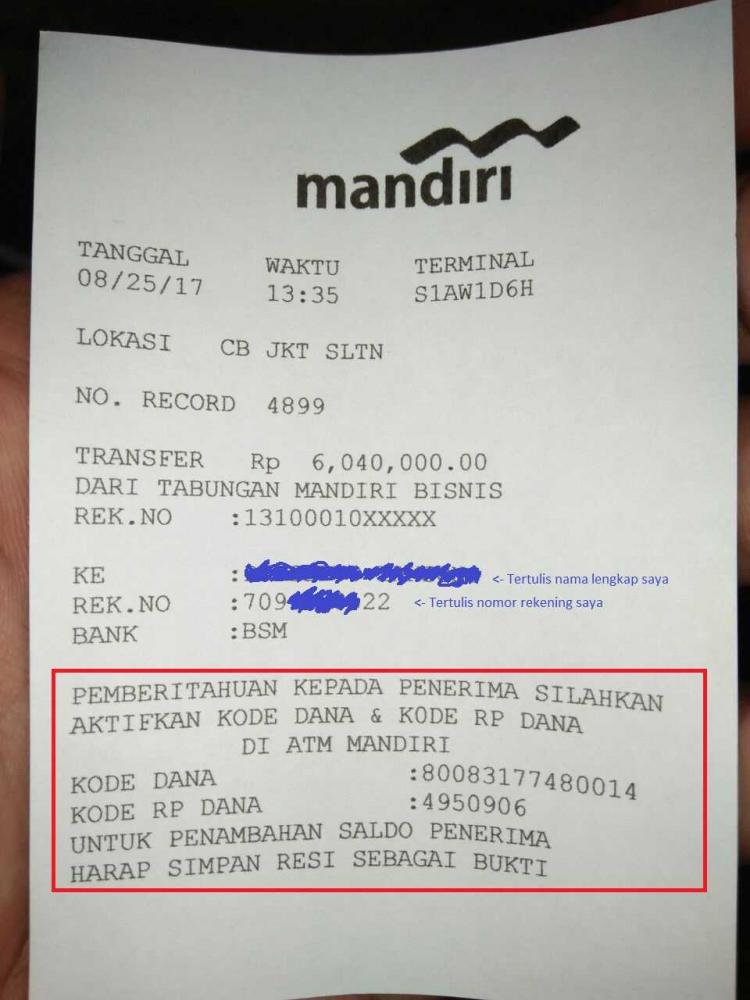 mandiri
TANGGAL WAKTU TERMINAL
08/25/17 13:35 S1AW1D6H
LOKASI CB JKT SLTN
NO. RECORD 4899
TRANSFER Rp 6,040,000.00
DARI TABUNGAN MANDIRI BISNIS
REK.NO :13100010XXXXX
KE : <- Tertulis nama lengkap saya
REK.NO :709 22 <- Tertulis nomor rekening saya
BANK :BSM
PEMBERITAHUAN KEPADA PENERIMA SILAHKAN
AKTIFKAN KODE DANA & KODE RP DANA
DI ATM MANDIRI
KODE DANA :80083177480014
KODE RP DANA :4950906
UNTUK PENAMBAHAN SALDO PENERIMA
HARAP SIMPAN RESI SEBAGAI BUKTI